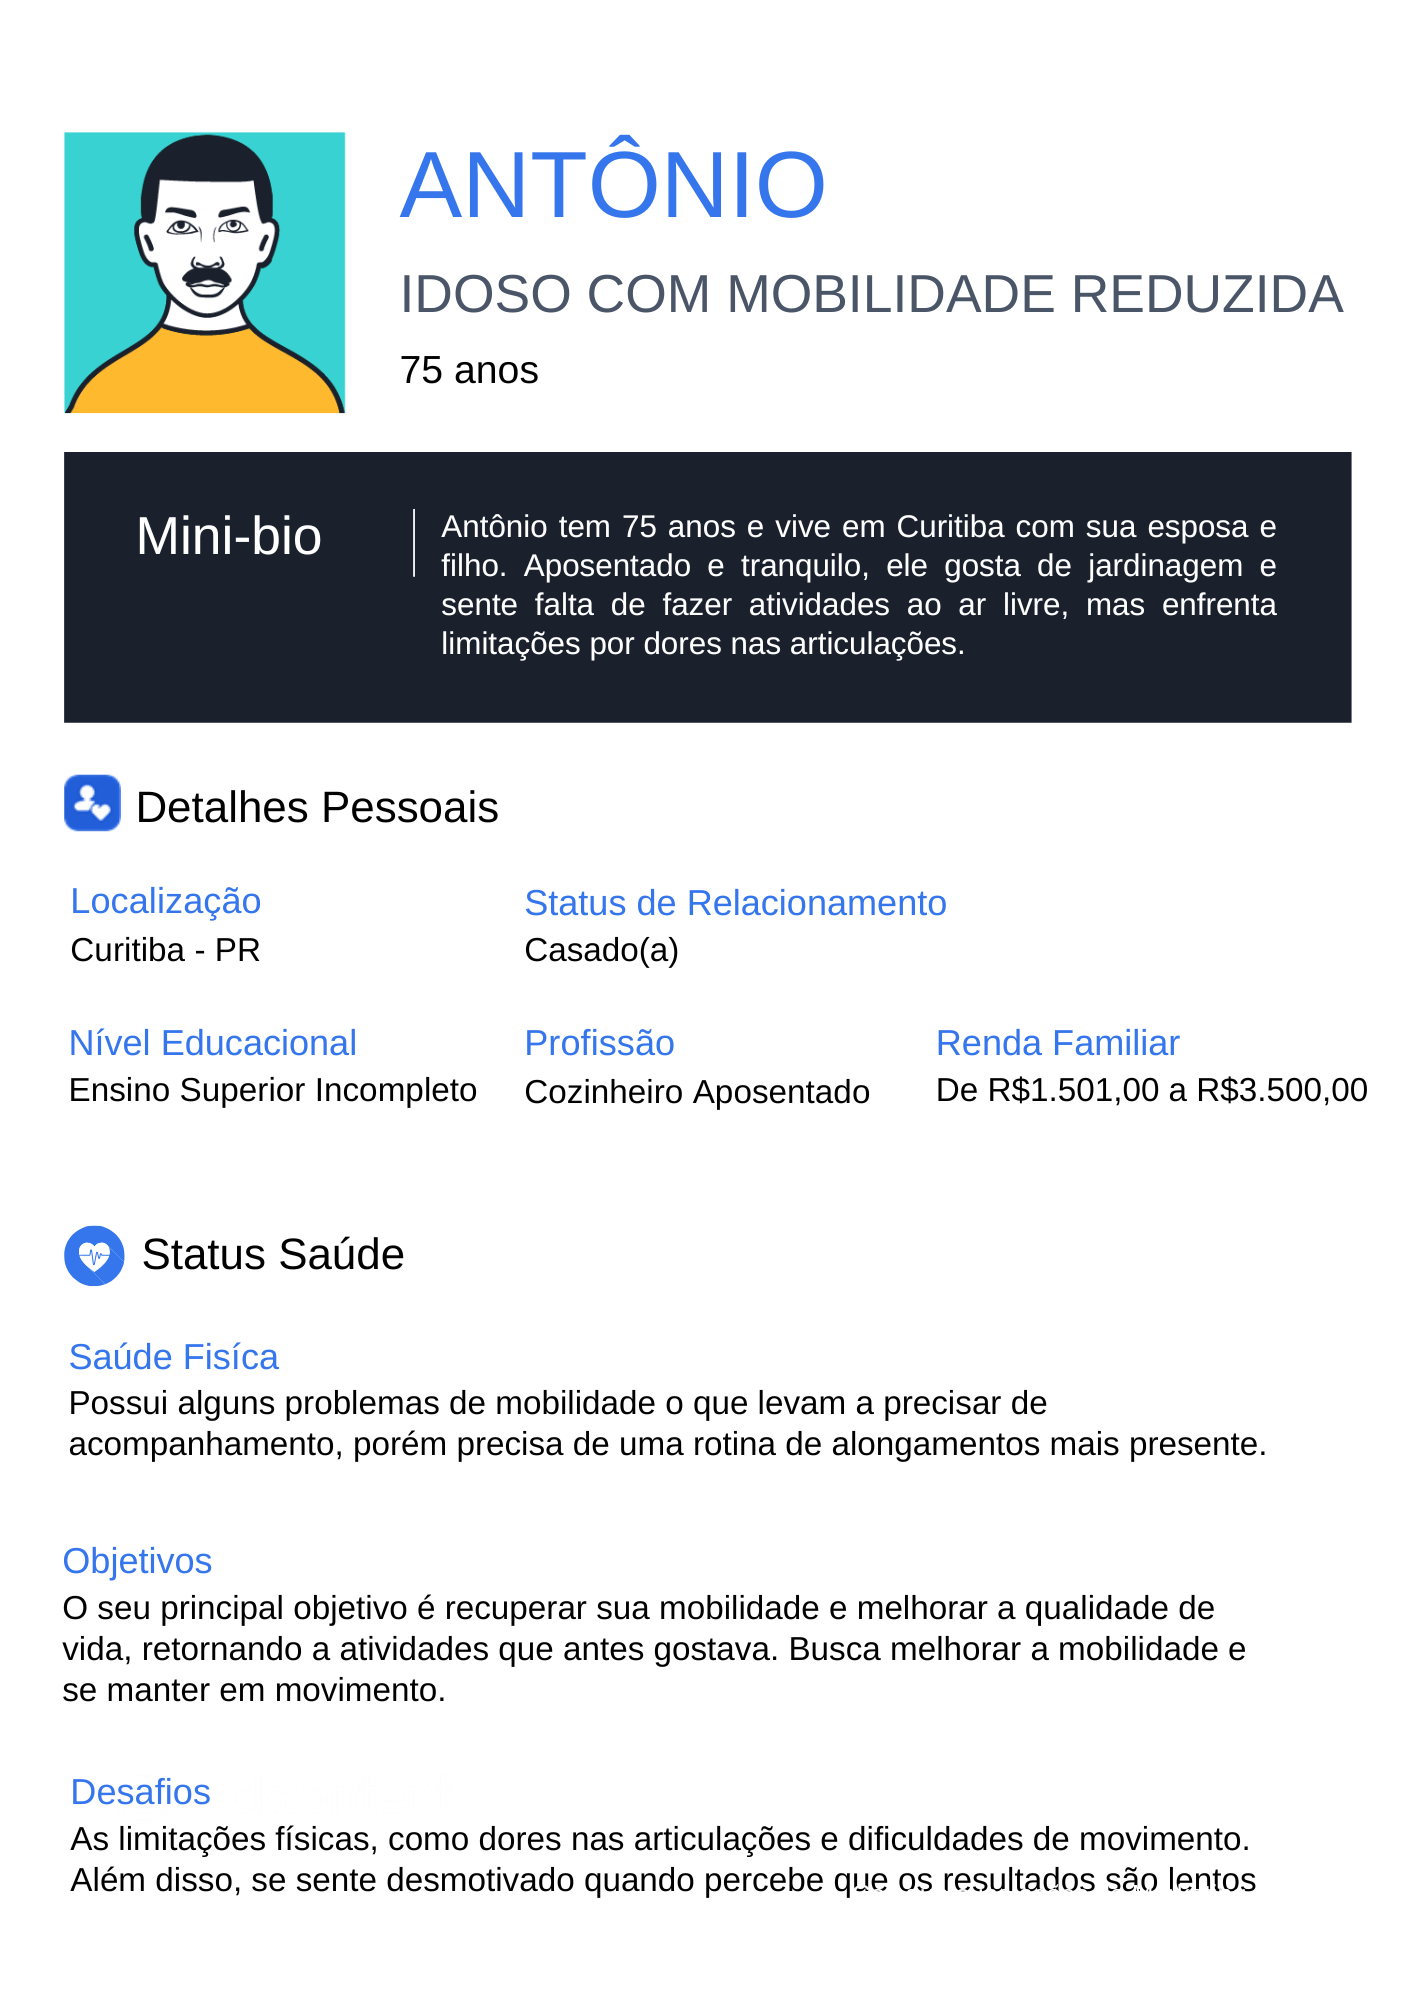 ANTÔNIO
IDOSO COM MOBILIDADE REDUZIDA
75 anos
Mini-bio
Antônio tem 75 anos e vive em Curitiba com sua esposa e
filho. Aposentado e tranquilo, ele gosta de jardinagem e
sente falta de fazer atividades ao ar livre, mas enfrenta
limitações por dores nas articulações.
Detalhes Pessoais
Localização
Curitiba - PR
Status de Relacionamento
Casado(a)
Nível Educacional
Ensino Superior Incompleto
Profissão
Cozinheiro Aposentado
Renda Familiar
De R$1.501,00 a R$3.500,00
Status Saúde
Saúde Fisíca
Possui alguns problemas de mobilidade o que levam a precisar de
acompanhamento, porém precisa de uma rotina de alongamentos mais presente.
Objetivos
O seu principal objetivo é recuperar sua mobilidade e melhorar a qualidade de
vida, retornando a atividades que antes gostava. Busca melhorar a mobilidade e
se manter em movimento.
Desafios
As limitações físicas, como dores nas articulações e dificuldades de movimento.
Além disso, se sente desmotivado quando percebe que os resultados são lentos